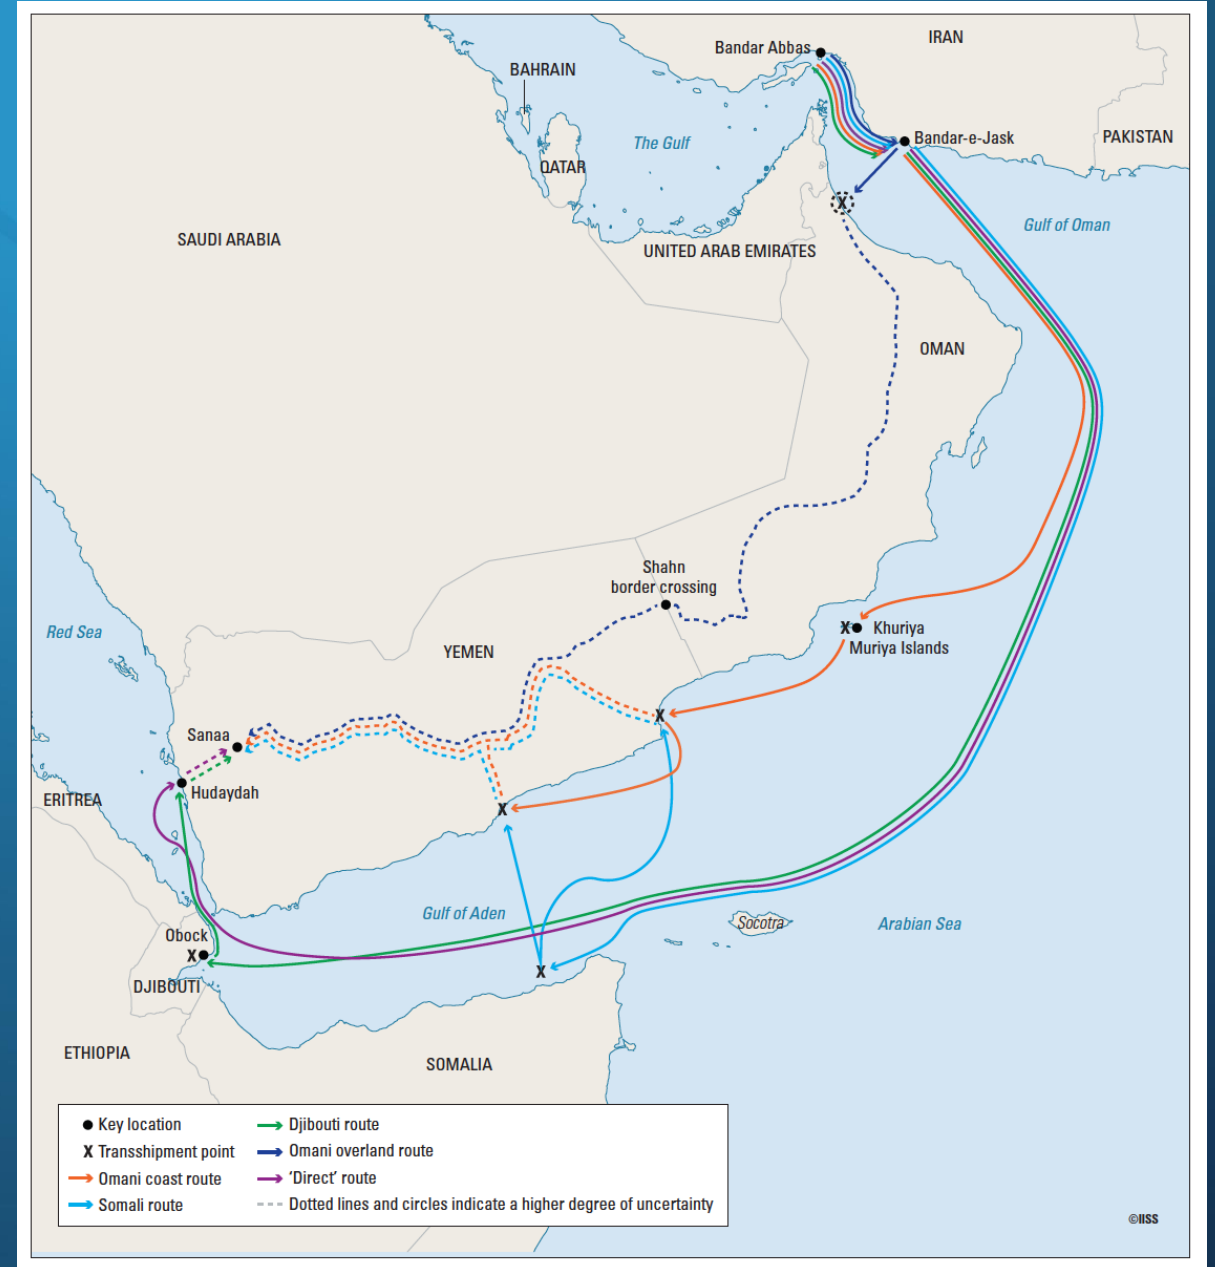 Bandar Abbas
IRAN
BAHRAIN
Bandar-e-Jask
PAKISTAN
The Gulf
QATAR
X
Gulf of Oman
SAUDI ARABIA
UNITED ARAB EMIRATES
OMAN
Shahn
border crossing
Red Sea
X
Khuriya
Muriya Islands
YEMEN
X
Sanaa
Hudaydah
ERITREA
X
Gulf of Aden
Socotra
Arabian Sea
Obock
X
X
DJIBOUTI
ETHIOPIA
SOMALIA
Key location
X Transshipment point
Omani coast route
Somali route
Djibouti route
Omani overland route
'Direct' route
Dotted lines and circles indicate a higher degree of uncertainty
©IISS